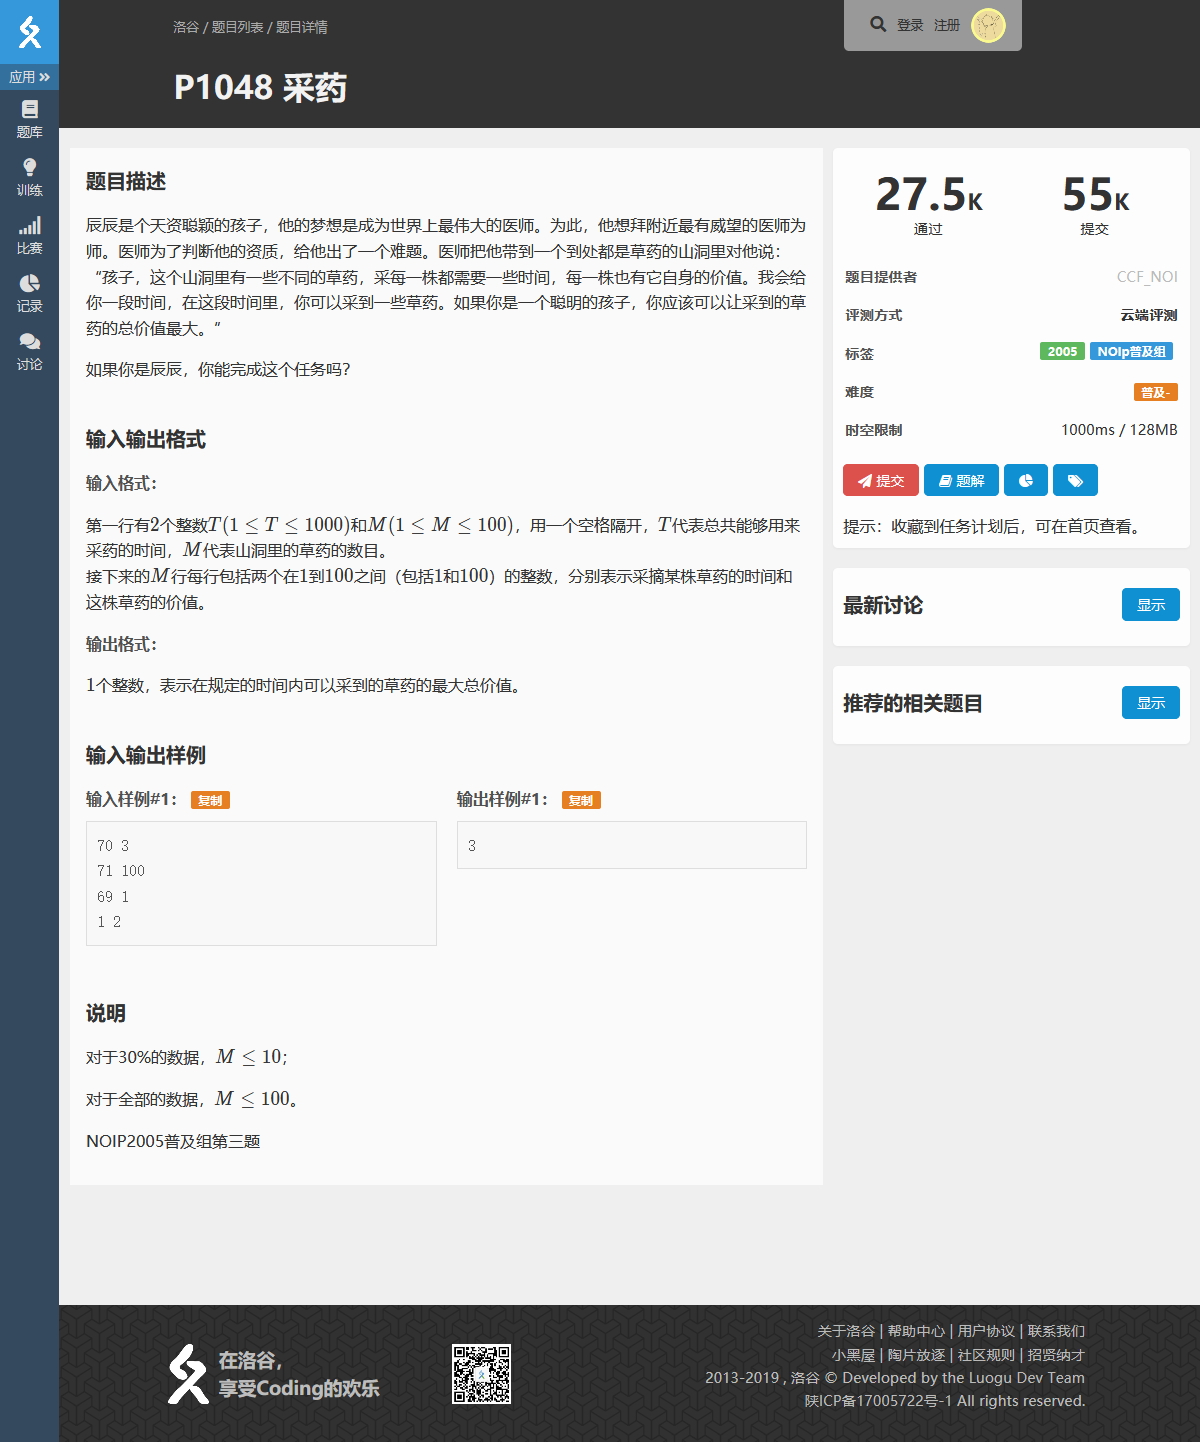 洛谷 / 题目列表 / 题目详情
登录 注册
P1048 采药
应用
题库
训练
比赛
记录
讨论
题目描述
辰辰是个天资聪颖的孩子，他的梦想是成为世界上最伟大的医师。为此，他想拜附近最有威望的医师为
师。医师为了判断他的资质，给他出了一个难题。医师把他带到一个到处都是草药的山洞里对他说：
“孩子，这个山洞里有一些不同的草药，采每一株都需要一些时间，每一株也有它自身的价值。我会给
你一段时间，在这段时间里，你可以采到一些草药。如果你是一个聪明的孩子，你应该可以让采到的草
药的总价值最大。”
如果你是辰辰，你能完成这个任务吗？
输入输出格式
输入格式：
第一行有2个整数T(1 ≤ T ≤ 1000)和M(1 ≤ M ≤ 100)，用一个空格隔开，T代表总共能够用来
采药的时间，M代表山洞里的草药的数目。
接下来的M行每行包括两个在1到100之间（包括1和100）的整数，分别表示采摘某株草药的时间和
这株草药的价值。
输出格式：
1个整数，表示在规定的时间内可以采到的草药的最大总价值。
输入输出样例
输入样例#1： 复制
70 3
71 100
69 1
1 2
输出样例#1： 复制
3
说明
对于30%的数据，M ≤ 10；
对于全部的数据，M ≤ 100。
NOIP2005普及组第三题
27.5K 55K
通过 提交
题目提供者 CCF_NOI
评测方式 云端评测
标签 2005 NOIp普及组
难度 普及-
时空限制 1000ms / 128MB
提交 题解
提示：收藏到任务计划后，可在首页查看。
最新讨论 显示
推荐的相关题目 显示
在洛谷，
享受Coding的欢乐
关于洛谷 | 帮助中心 | 用户协议 | 联系我们
小黑屋 | 陶片放逐 | 社区规则 | 招贤纳才
2013-2019 , 洛谷 © Developed by the Luogu Dev Team
陕ICP备17005722号-1 All rights reserved.